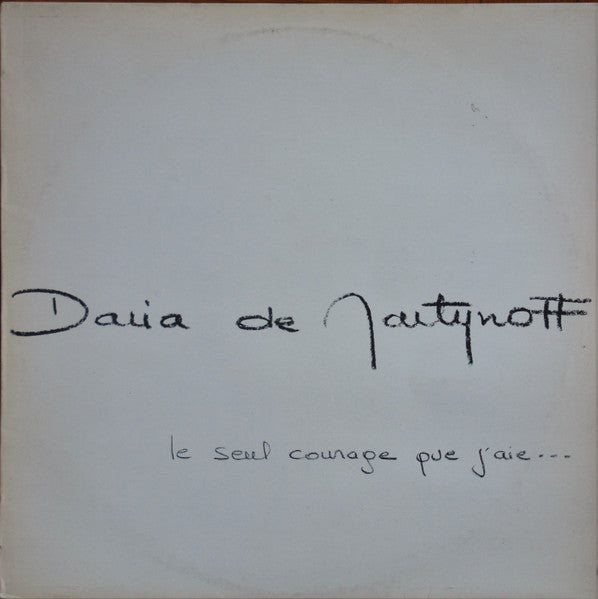 Daria de Martynoff
le seul courage que j'aie...